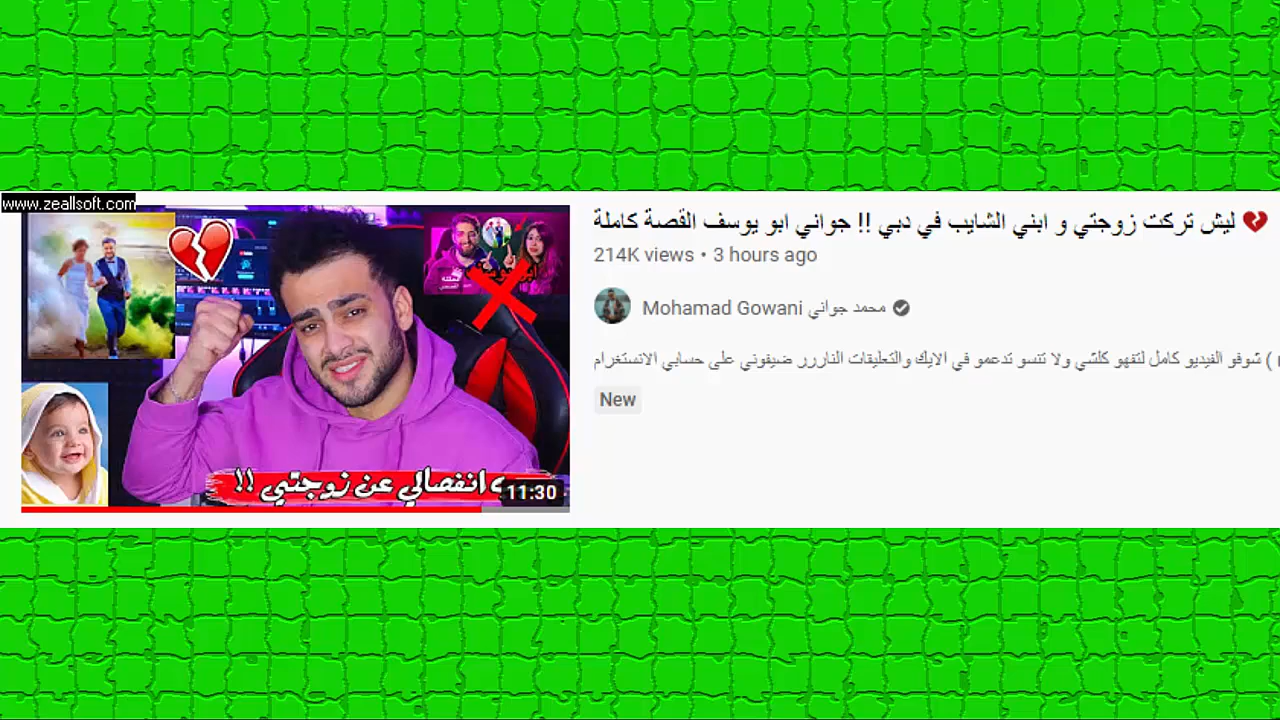 www.zeallsoft.com
ليش تركت زوجتي و ابني الشايب في دبي !! جواني ابو يوسف القصة كاملة 💔
214K views • 3 hours ago
Mohamad Gowani محمد جواني
) شوفو الفيديو كامل لتفهو كلشي ولا تنسو تدعمو في الايك والتعليقات الناررر ضيفوني على حسابي الانستغرام
New
انفصالي عن زوجتي !!
11:30